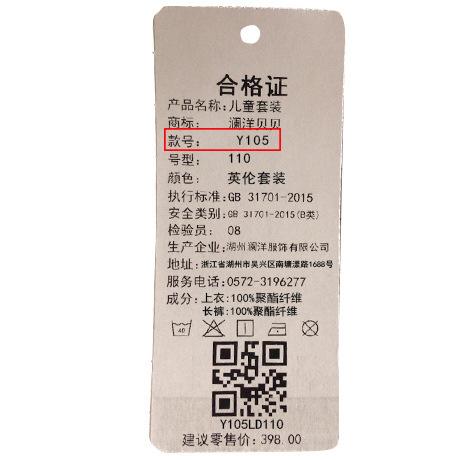 合格证
产品名称:儿童套装
商标: 澜洋贝贝
款号: Y105
号型: 110
颜色: 英伦套装
执行标准:GB 31701-2015
安全类别:GB 31701-2015(B类)
检验员: 08
生产企业:湖州澜洋服饰有限公司
地址:浙江省湖州市吴兴区南塘漾路1688号
服务电话:0572-3196277
成分:上衣:100%聚酯纤维
长裤:100%聚酯纤维
40
Y105LD110
建议零售价:398.00